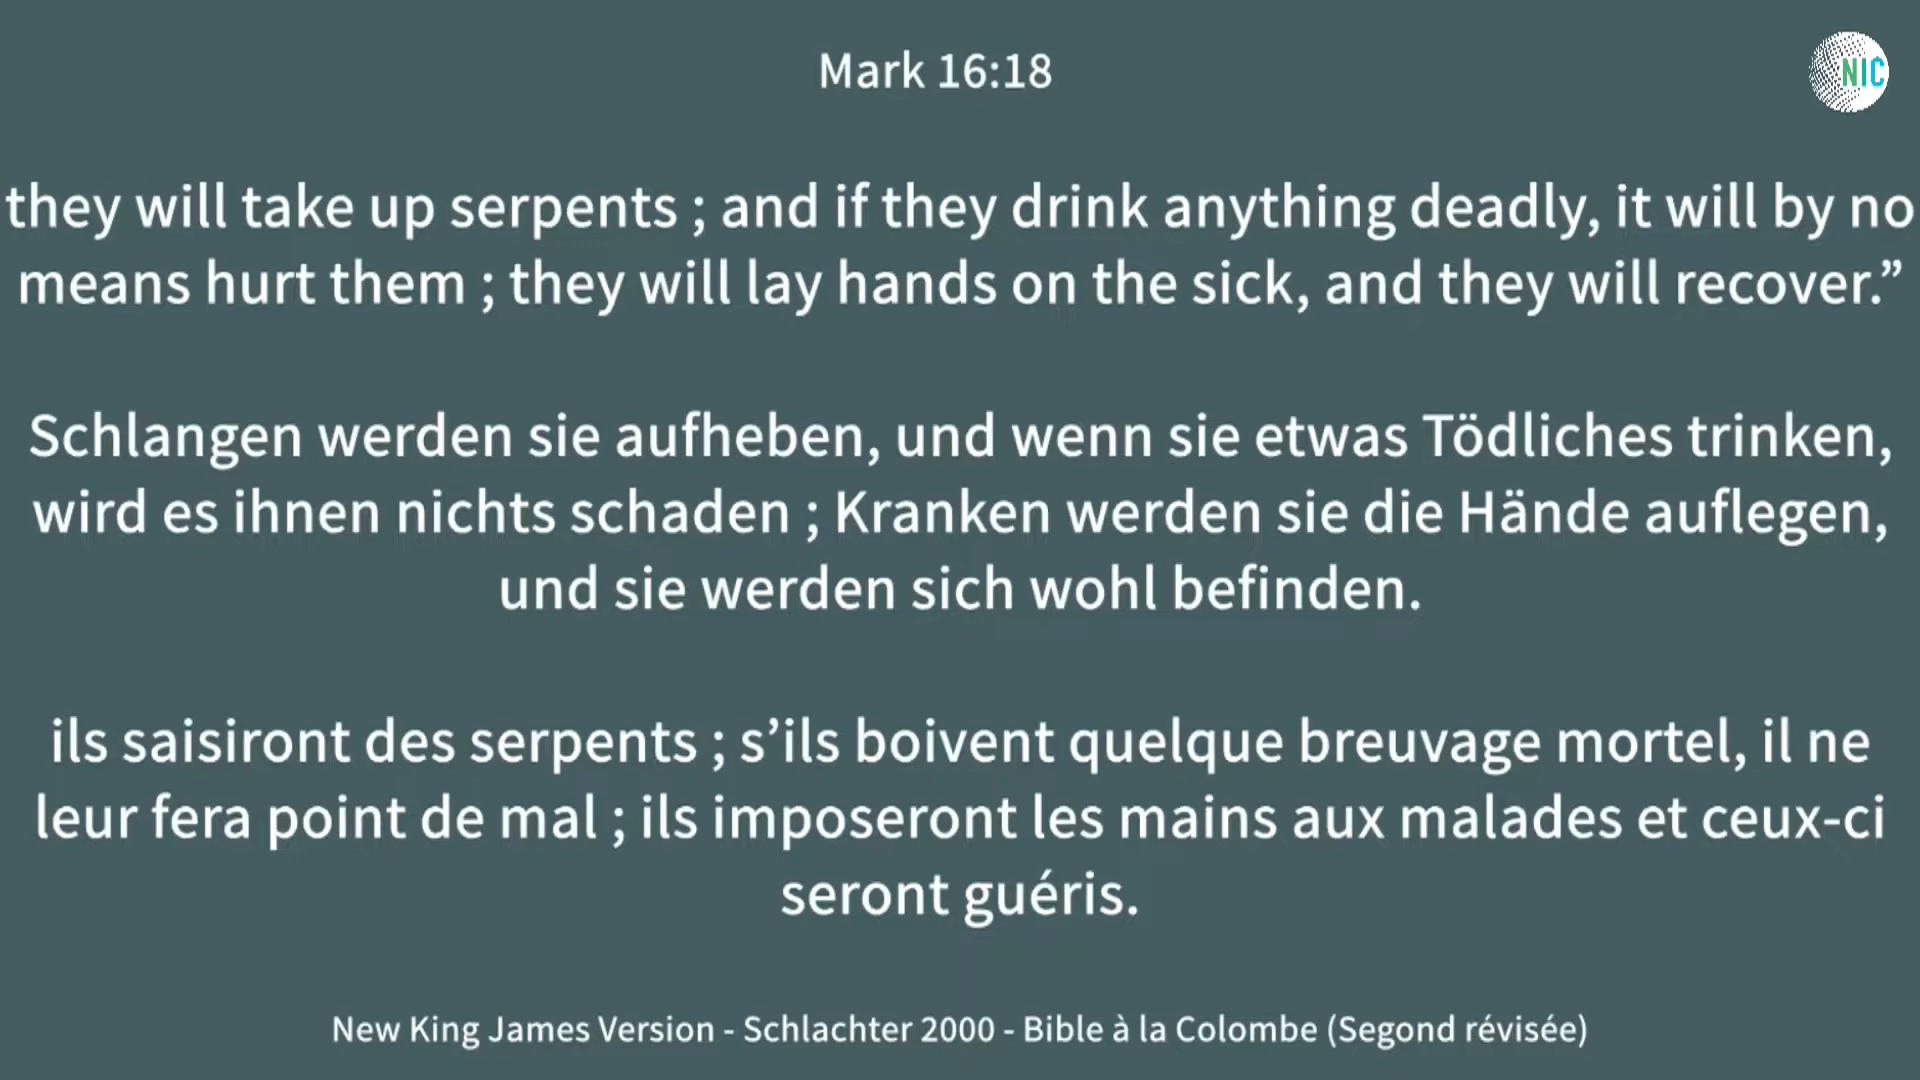 Mark 16:18
NIC
they will take up serpents ; and if they drink anything deadly, it will by no
means hurt them ; they will lay hands on the sick, and they will recover.”
Schlangen werden sie aufheben, und wenn sie etwas Tödliches trinken,
wird es ihnen nichts schaden ; Kranken werden sie die Hände auflegen,
und sie werden sich wohl befinden.
ils saisiront des serpents ; s’ils boivent quelque breuvage mortel, il ne
leur fera point de mal ; ils imposeront les mains aux malades et ceux-ci
seront guéris.
New King James Version - Schlachter 2000 - Bible à la Colombe (Segond révisée)